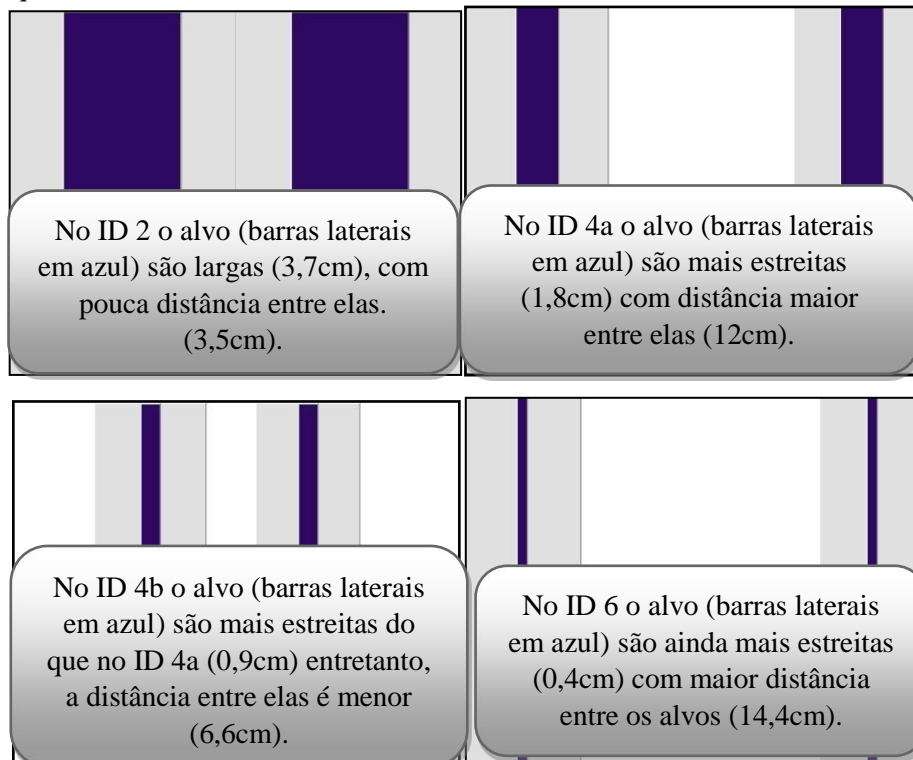 No ID 2 o alvo (barras laterais
em azul) são largas (3,7cm), com
pouca distância entre elas.
(3,5cm).
No ID 4a o alvo (barras laterais
em azul) são mais estreitas
(1,8cm) com distância maior
entre elas (12cm).
No ID 4b o alvo (barras laterais
em azul) são mais estreitas do
que no ID 4a (0,9cm) entretanto,
a distância entre elas é menor
(6,6cm).
No ID 6 o alvo (barras laterais
em azul) são ainda mais estreitas
(0,4cm) com maior distância
entre os alvos (14,4cm).